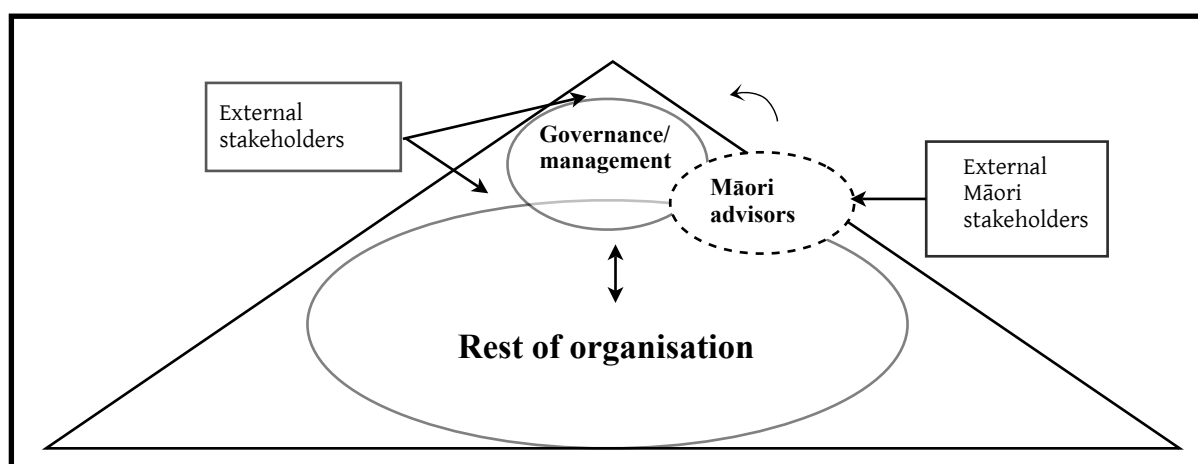 External
stakeholders
Governance/
management
Māori
advisors
External
Māori
stakeholders
Rest of organisation